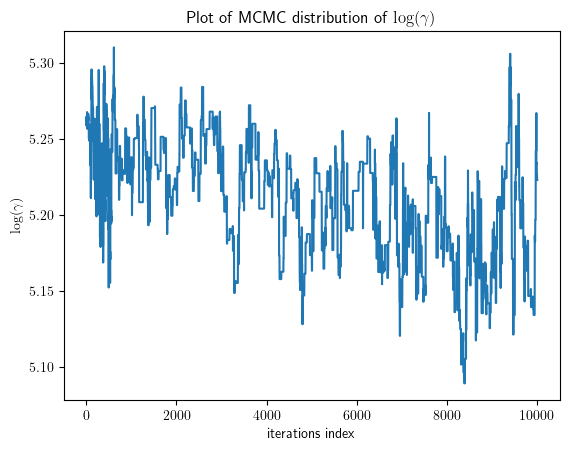 Plot of MCMC distribution of log(γ)
log(γ)
5.30
5.25
5.20
5.15
5.10
0 2000 4000 6000 8000 10000
iterations index